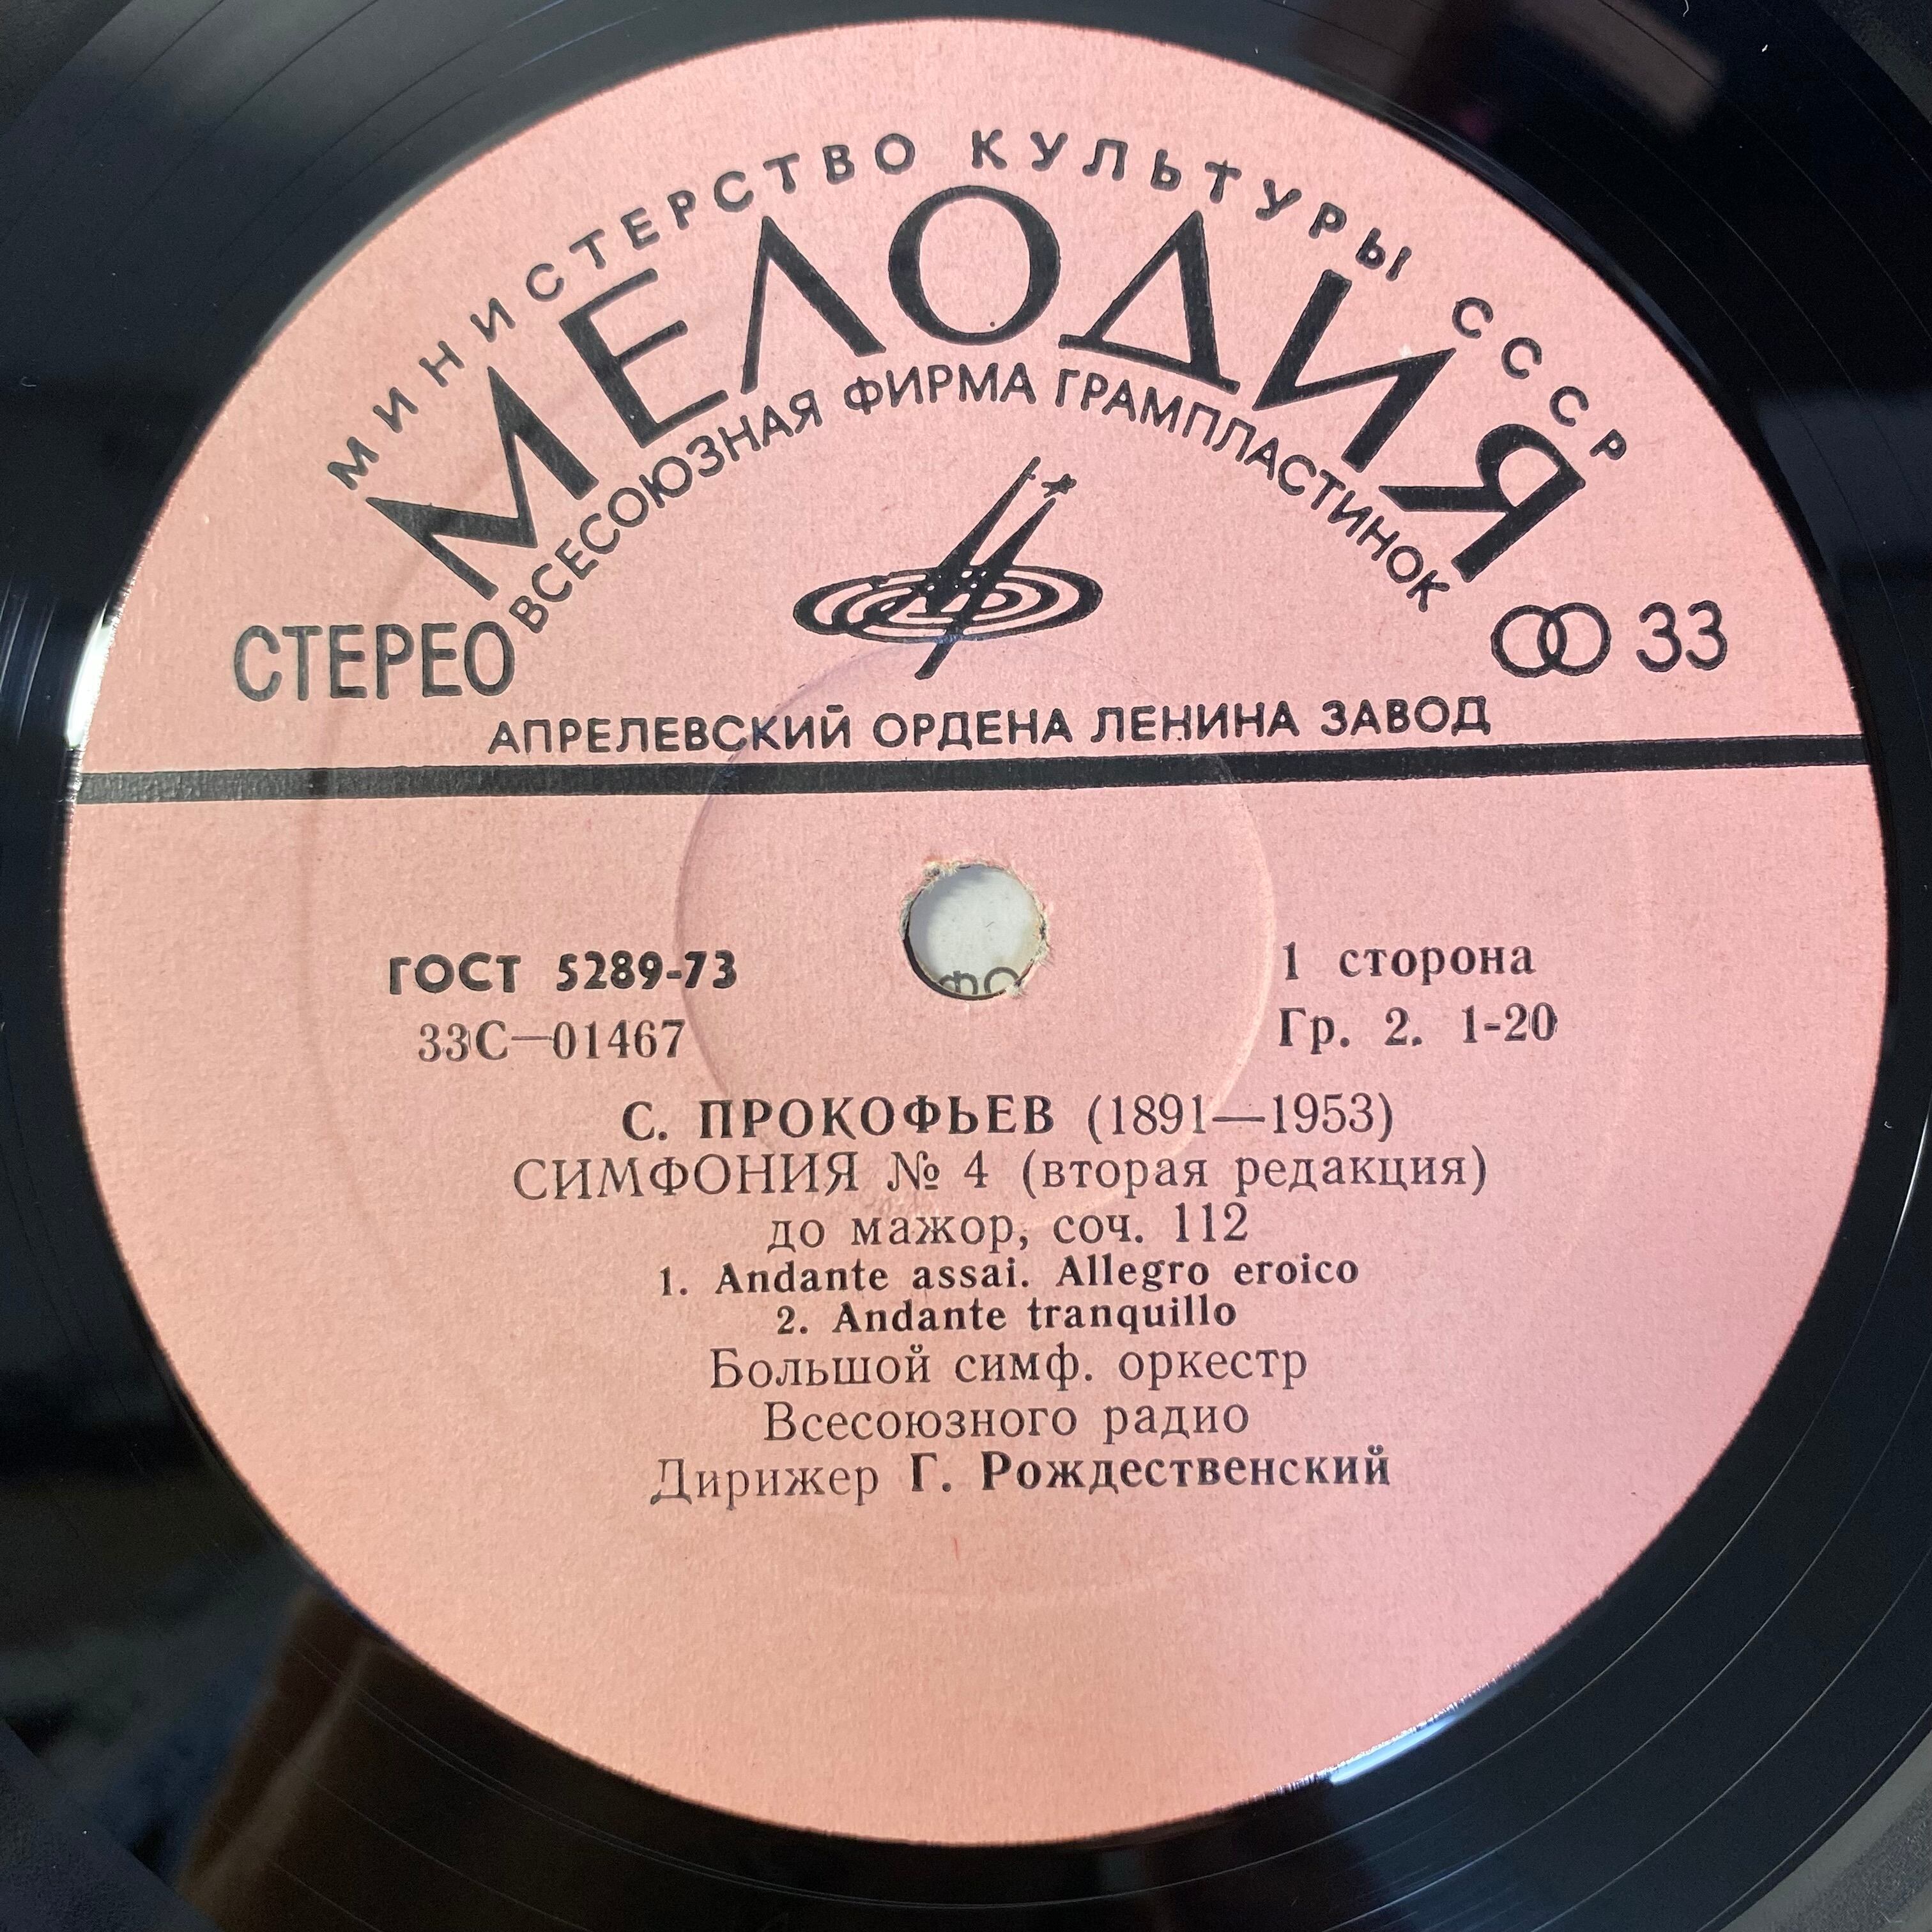 МИНИСТЕРСТВО КУЛЬТУРЫ СССР
МЕЛОДИЯ
ВСЕСОЮЗНАЯ ФИРМА ГРАМПЛАСТИНОК
СТЕРЕО
33
АПРЕЛЕВСКИЙ ОРДЕНА ЛЕНИНА ЗАВОД
ГОСТ 5289-73
33С—01467
1 сторона
Гр. 2. 1-20
С. ПРОКОФЬЕВ (1891—1953)
СИМФОНИЯ № 4 (вторая редакция)
до мажор, соч. 112
1. Andante assai. Allegro eroico
2. Andante tranquillo
Большой симф. оркестр
Всесоюзного радио
Дирижер Г. Рождественский